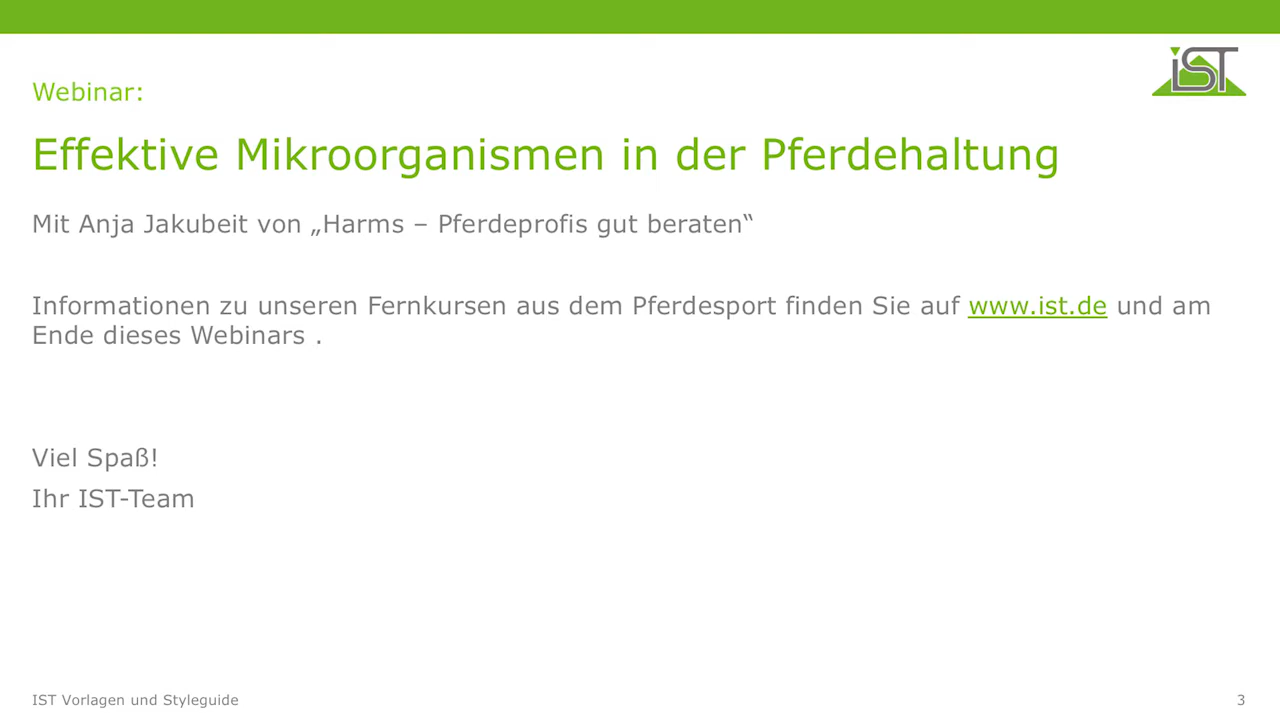 iST
Webinar:
Effektive Mikroorganismen in der Pferdehaltung
Mit Anja Jakubeit von „Harms – Pferdeprofis gut beraten“
Informationen zu unseren Fernkursen aus dem Pferdesport finden Sie auf www.ist.de und am
Ende dieses Webinars .
Viel Spaß!
Ihr IST-Team
IST Vorlagen und Styleguide
3